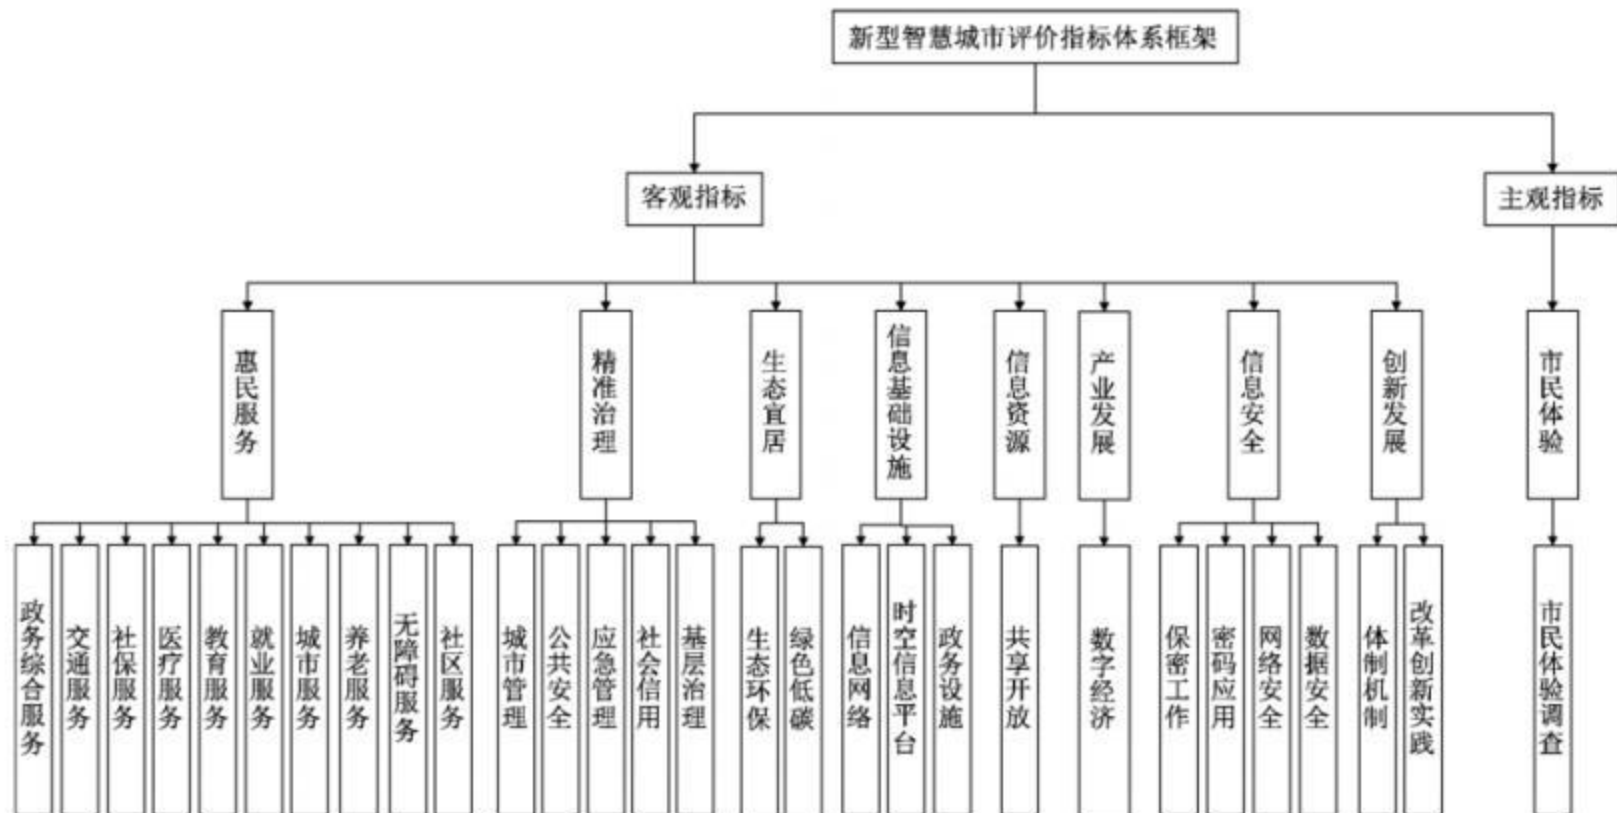 新型智慧城市评价指标体系框架
客观指标
主观指标
惠民服务
精准治理
生态宜居
信息基础设施
信息资源
产业发展
信息安全
创新发展
市民体验
政务综合服务
交通服务
社保服务
医疗服务
教育服务
就业服务
城市服务
养老服务
无障碍服务
社区服务
城市管理
公共安全
应急管理
社会信用
基层治理
生态环保
绿色低碳
信息网络
时空信息平台
政务设施
共享开放
数字经济
保密工作
密码应用
网络安全
数据安全
体制机制
改革创新实践
市民体验调查